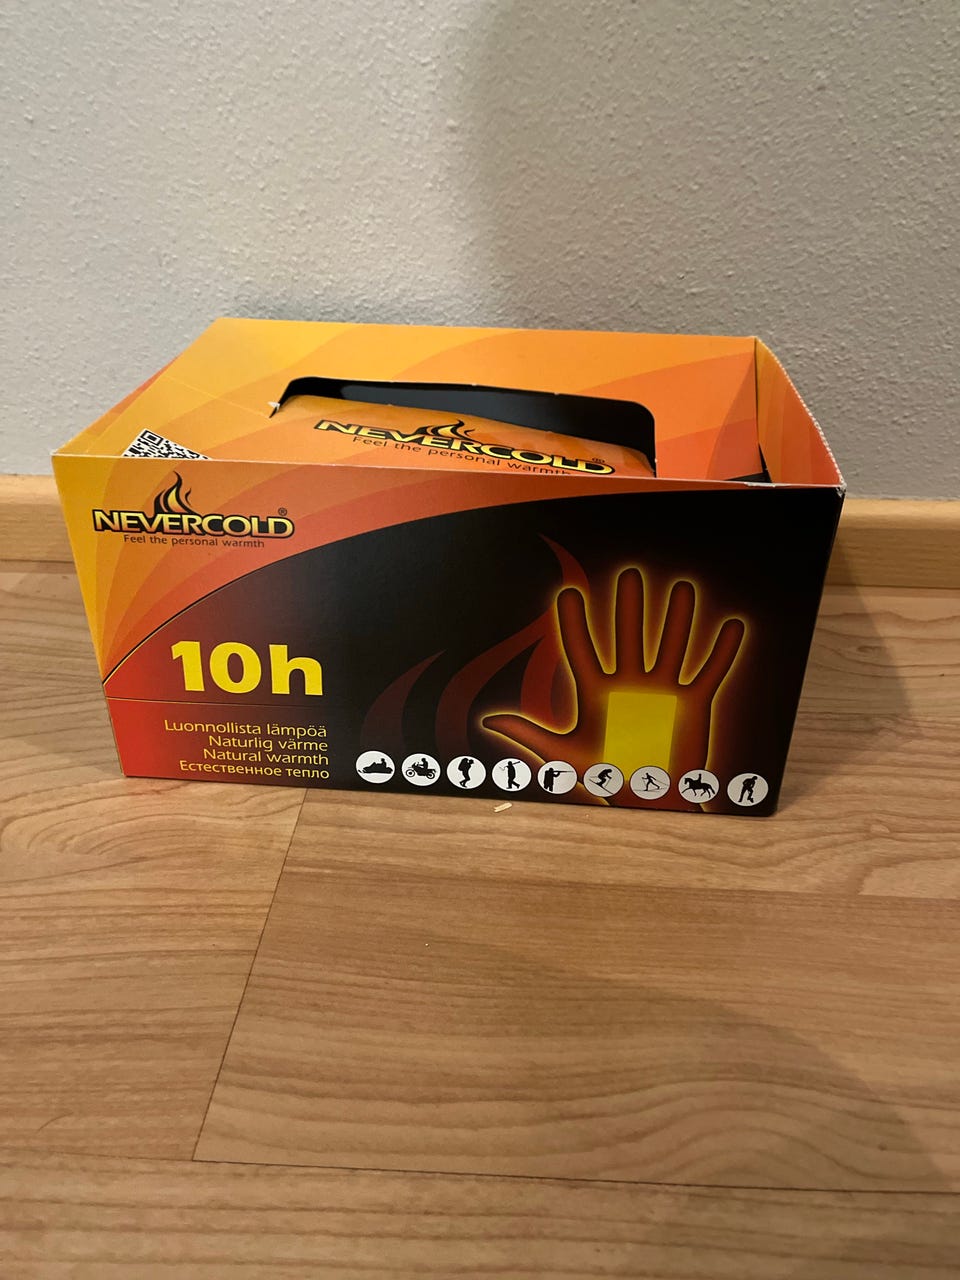 NEVERCOLD®
Feel the personal warmth
NEVERCOLD®
Feel the personal warmth
10h
Luonnollista lämpöä
Naturlig värme
Natural warmth
Естественное тепло